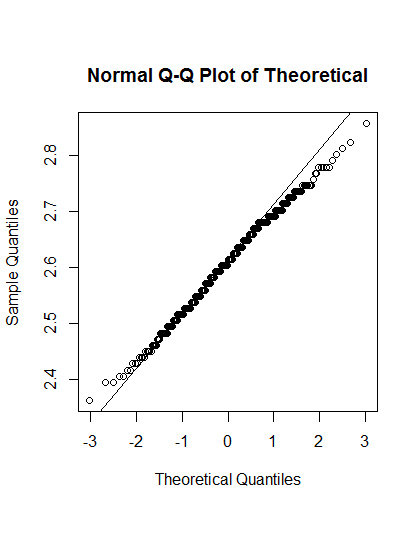 Normal Q-Q Plot of Theoretical
Sample Quantiles
2.8
2.7
2.6
2.5
2.4
-3 -2 -1 0 1 2 3
Theoretical Quantiles